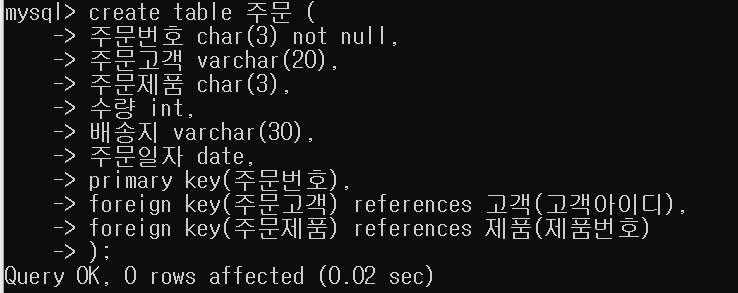 mysql> create table 주문 (
    -> 주문번호 char(3) not null,
    -> 주문고객 varchar(20),
    -> 주문제품 char(3),
    -> 수량 int,
    -> 배송지 varchar(30),
    -> 주문일자 date,
    -> primary key(주문번호),
    -> foreign key(주문고객) references 고객(고객아이디),
    -> foreign key(주문제품) references 제품(제품번호)
    -> );
Query OK, 0 rows affected (0.02 sec)